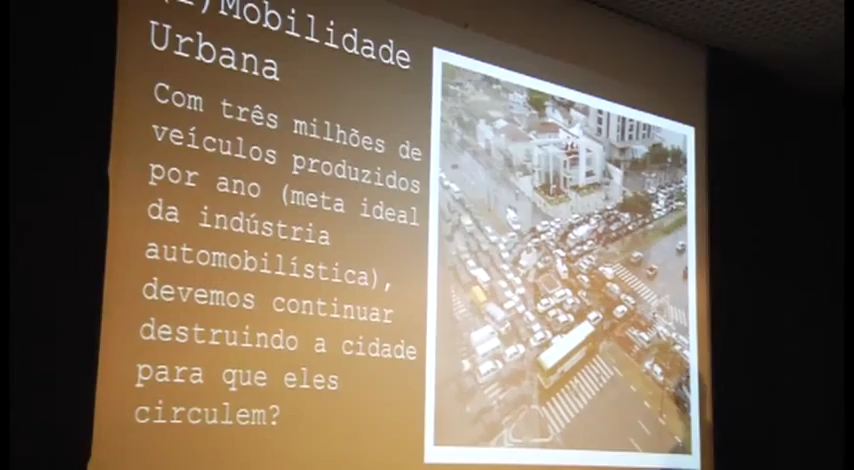 Mobilidade
Urbana
Com três milhões de
veículos produzidos
por ano (meta ideal
da indústria
automobilística),
devemos continuar
destruindo a cidade
para que eles
circulem?